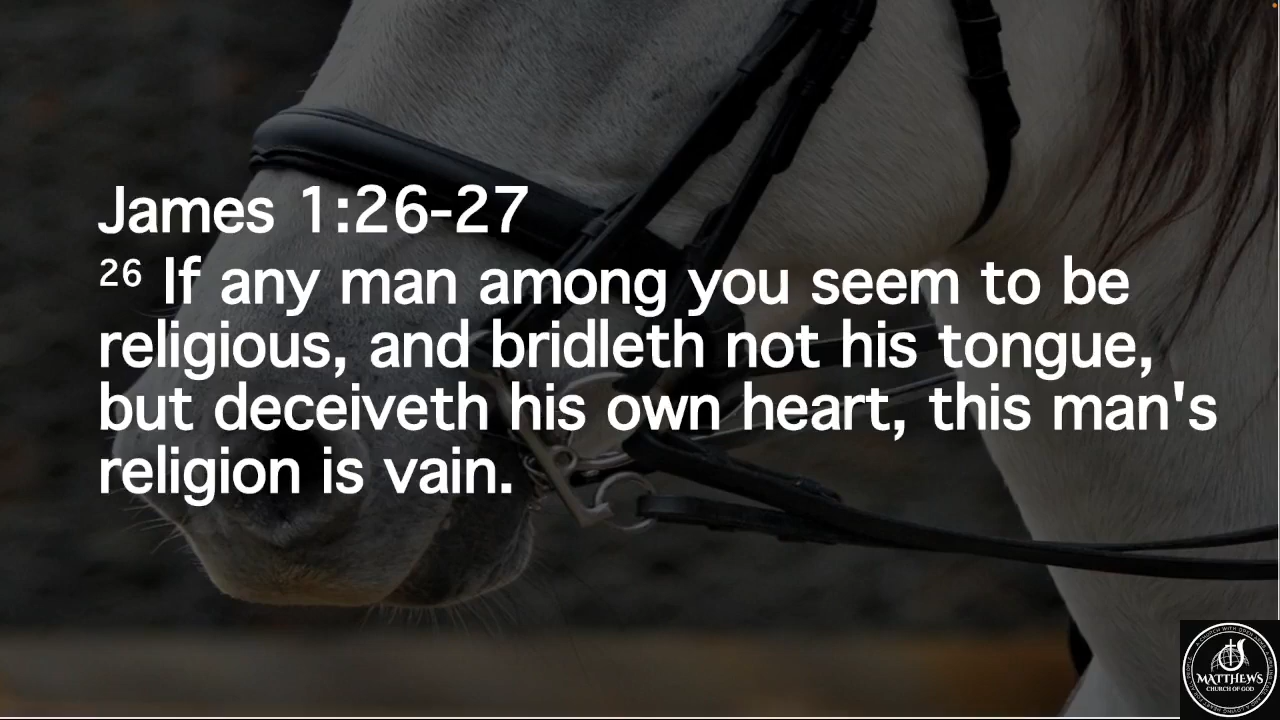 James 1:26-27
26 If any man among you seem to be
religious, and bridleth not his tongue,
but deceiveth his own heart, this man's
religion is vain.
MATTHEWS
CHURCH OF GOD